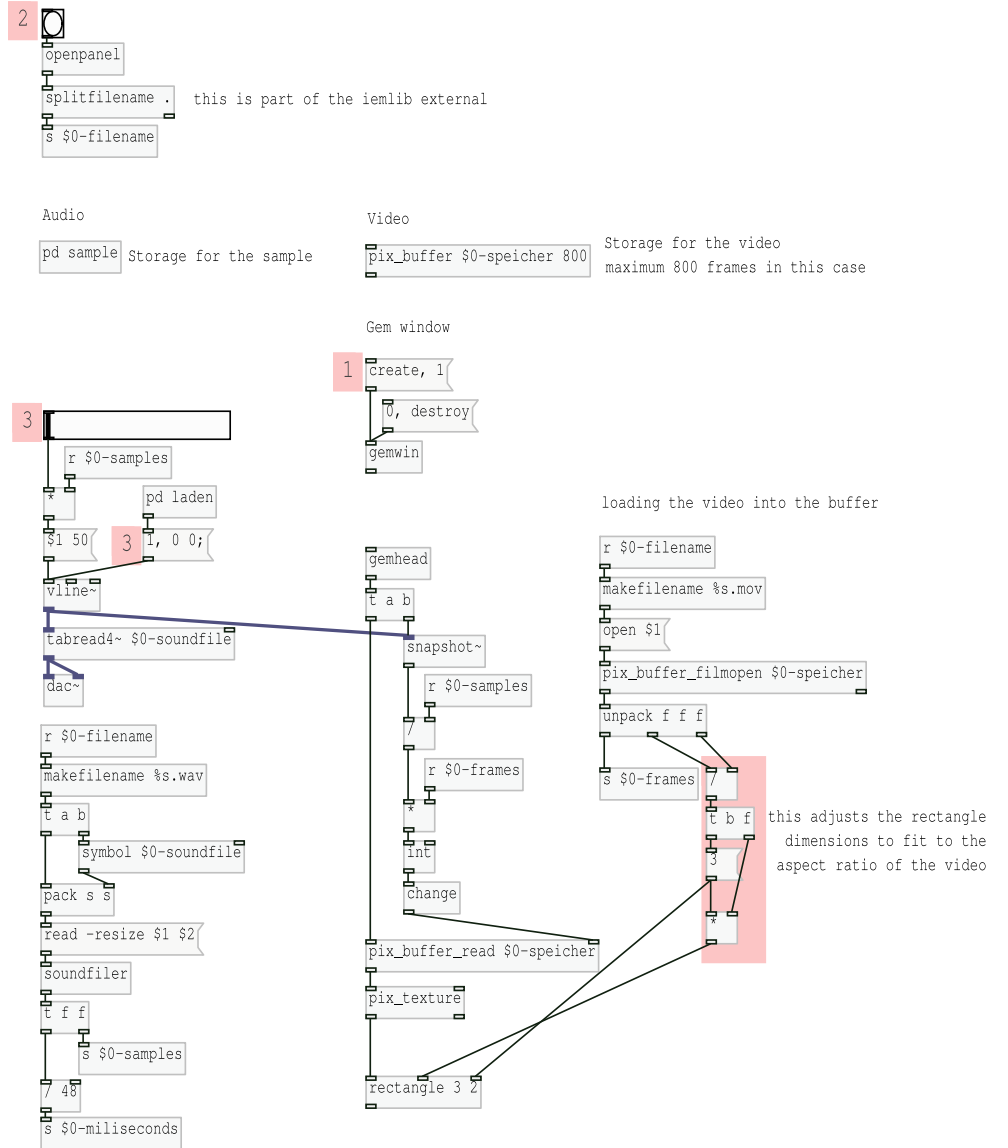 2
openpanel
splitfilename .
this is part of the iemlib external
s $0-filename
Audio
pd sample
Storage for the sample
Video
pix_buffer $0-speicher 800
Storage for the video
maximum 800 frames in this case
Gem window
1
create, 1
0, destroy
gemwin
3
r $0-samples
*
pd laden
$1 50
3
1, 0 0;
vline~
tabread4~ $0-soundfile
dac~
r $0-filename
makefilename %s.wav
t a b
symbol $0-soundfile
pack s s
read -resize $1 $2
soundfiler
t f f
s $0-samples
/ 48
s $0-miliseconds
gemhead
t a b
snapshot~
r $0-samples
/
r $0-frames
*
int
change
pix_buffer_read $0-speicher
pix_texture
rectangle 3 2
loading the video into the buffer
r $0-filename
makefilename %s.mov
open $1
pix_buffer_filmopen $0-speicher
unpack f f f
s $0-frames
/
t b f
3
*
this adjusts the rectangle
dimensions to fit to the
aspect ratio of the video